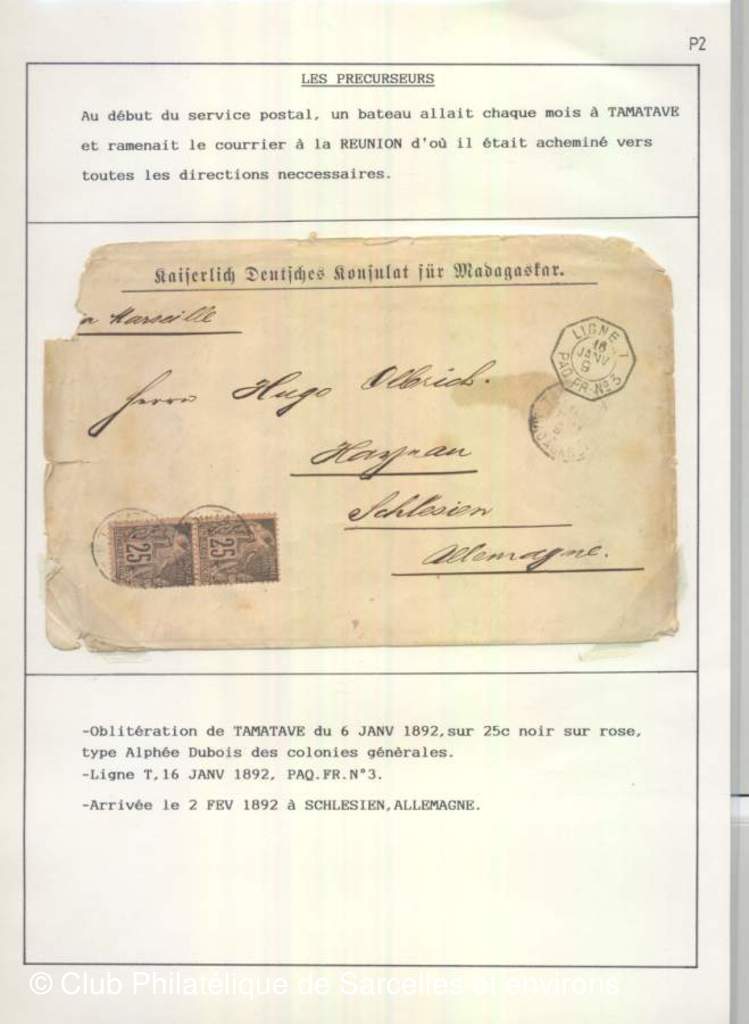 P2
LES PRECURSEURS
Au début du service postal, un bateau allait chaque mois à TAMATAVE
et ramenait le courrier à la REUNION d'où il était acheminé vers
toutes les directions neccessaires.
Kaiserlich Deutsches Konsulat für Madagaskar.
Marseille
LIGNE T
16
JANV
9
PAQ. FR. No 3
Herrn Hugo Olbrich.
Haynau
Schlesien
Allemagne.
25
25
-Oblitération de TAMATAVE du 6 JANV 1892,sur 25c noir sur rose,
type Alphée Dubois des colonies générales.
-Ligne T,16 JANV 1892, PAQ.FR.N°3.
-Arrivée le 2 FEV 1892 à SCHLESIEN,ALLEMAGNE.
© Club Philatélique de Sarcelles et environs